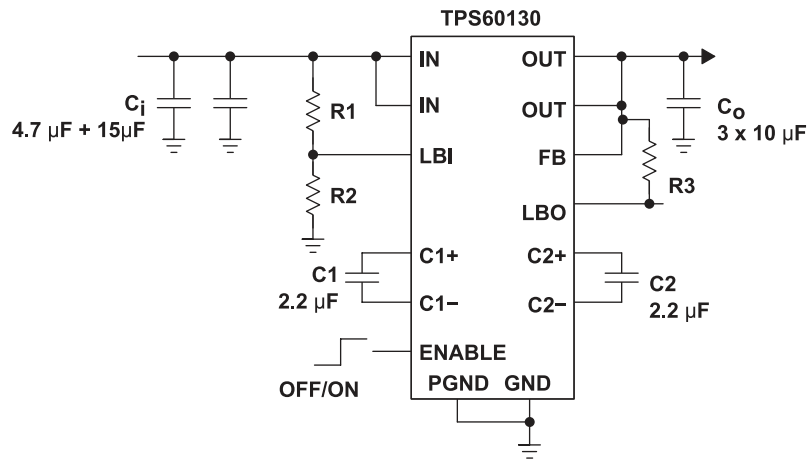 TPS60130
IN
OUT
Ci
4.7 µF + 15µF
R1
IN
OUT
Co
3 x 10 µF
LBI
FB
R2
R3
LBO
C1
2.2 µF
C1+
C2+
C2
2.2 µF
C1−
C2−
ENABLE
OFF/ON
PGND
GND